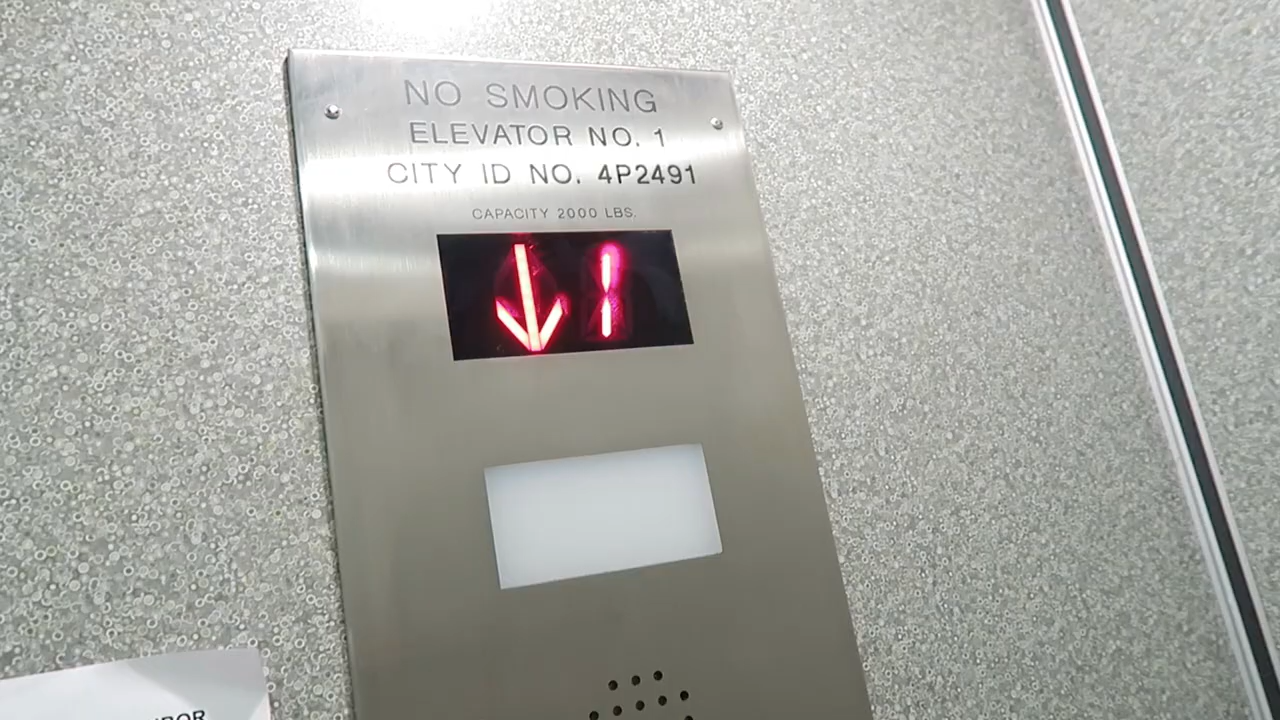 NO SMOKING
ELEVATOR NO. 1
CITY ID NO. 4P2491
CAPACITY 2000 LBS.
↓ 1